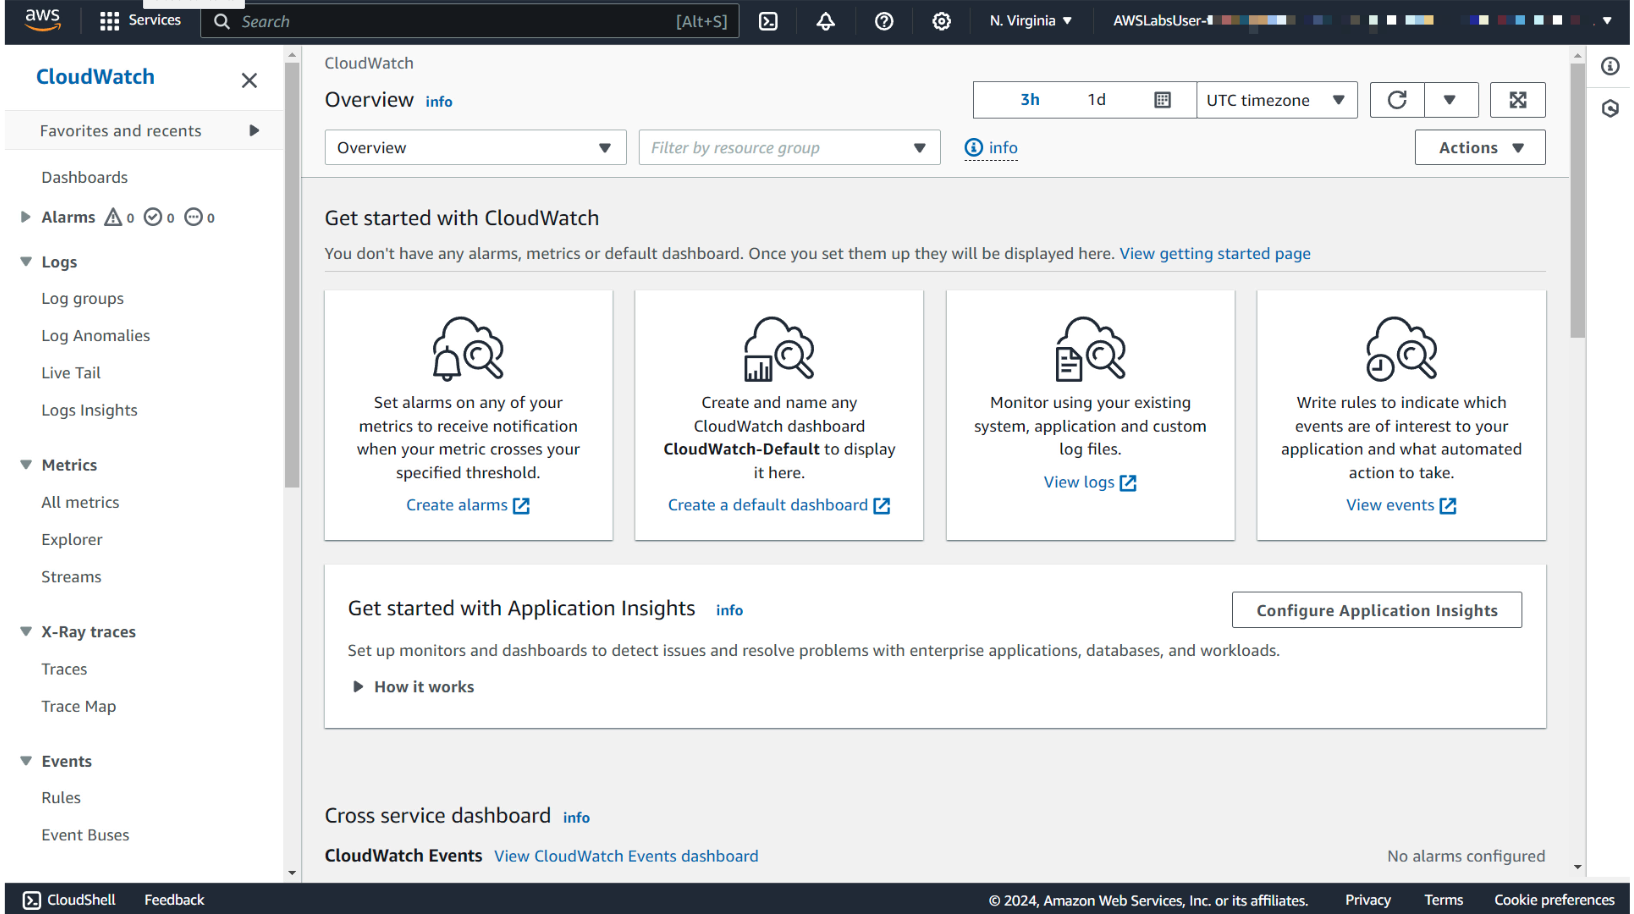 aws
Services
Search
[Alt+S]
N. Virginia
AWSLabsUser-
CloudWatch
Favorites and recents
Dashboards
Alarms 0 0 0
Logs
Log groups
Log Anomalies
Live Tail
Logs Insights
Metrics
All metrics
Explorer
Streams
X-Ray traces
Traces
Trace Map
Events
Rules
Event Buses
CloudWatch
Overview info
3h 1d UTC timezone
Overview
Filter by resource group
info
Actions
Get started with CloudWatch
You don't have any alarms, metrics or default dashboard. Once you set them up they will be displayed here. View getting started page
Set alarms on any of your
metrics to receive notification
when your metric crosses your
specified threshold.
Create alarms
Create and name any
CloudWatch dashboard
CloudWatch-Default to display
it here.
Create a default dashboard
Monitor using your existing
system, application and custom
log files.
View logs
Write rules to indicate which
events are of interest to your
application and what automated
action to take.
View events
Get started with Application Insights info
Configure Application Insights
Set up monitors and dashboards to detect issues and resolve problems with enterprise applications, databases, and workloads.
How it works
Cross service dashboard info
CloudWatch Events View CloudWatch Events dashboard
No alarms configured
CloudShell Feedback
© 2024, Amazon Web Services, Inc. or its affiliates. Privacy Terms Cookie preferences